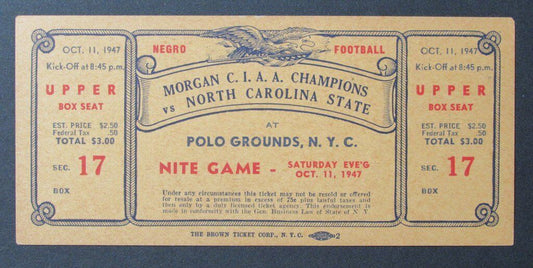 OCT. 11, 1947
Kick-Off at 8:45 p.m.
UPPER
BOX SEAT
EST. PRICE $2.50
Federal Tax .50
TOTAL $3.00
SEC. 17
BOX
NEGRO FOOTBALL
MORGAN C. I. A. A. CHAMPIONS
vs NORTH CAROLINA STATE
AT
POLO GROUNDS, N. Y. C.
NITE GAME - SATURDAY EVE'G
OCT. 11, 1947
Under any circumstances this ticket may not be resold or offered
for resale at a premium in excess of 75c plus lawful taxes and
then only by a duly licensed ticket agency. This endorsement is
made in conformity with the Gen. Business Law of State of N. Y.
THE BROWN TICKET CORP., N. Y. C. 2
OCT. 11, 1947
Kick-Off at 8:45 p.m.
UPPER
BOX SEAT
EST. PRICE $2.50
Federal Tax .50
TOTAL $3.00
SEC. 17
BOX